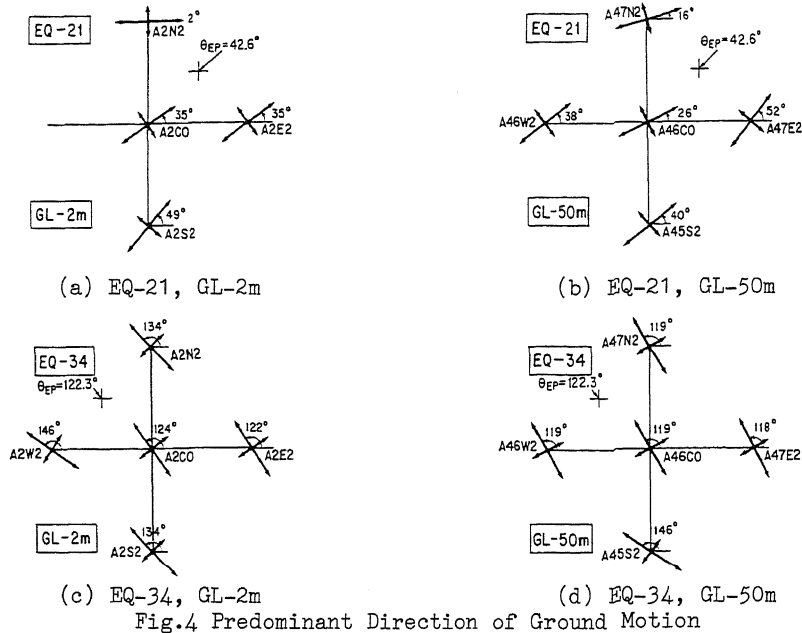 EQ-21
2°
A2N2
θEP=42.6°
35°
A2C0
35°
A2E2
GL-2m
49°
A2S2
(a) EQ-21, GL-2m
A47N2
EQ-21
16°
θEP=42.6°
A46W2
38°
26°
A46C0
52°
A47E2
GL-50m
40°
A45S2
(b) EQ-21, GL-50m
134°
A2N2
EQ-34
θEP=122.3°
146°
A2W2
124°
A2C0
122°
A2E2
GL-2m
134°
A2S2
(c) EQ-34, GL-2m
119°
A47N2
EQ-34
θEP=122.3°
119°
A46W2
119°
A46C0
118°
A47E2
GL-50m
146°
A45S2
(d) EQ-34, GL-50m
Fig.4 Predominant Direction of Ground Motion